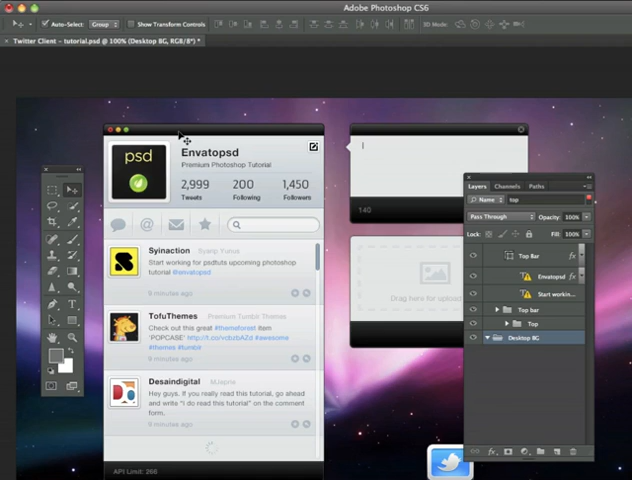 Adobe Photoshop CS6
Auto-Select: Group Show Transform Controls 3D Mode:
× Twitter Client – tutorial.psd @ 100% (Desktop BG, RGB/8*) *
psd
Envatopsd
Premium Photoshop Tutorial
2,999 200 1,450
Tweets Following Followers
@
Syinaction Syarip Yunus
Start working for psdtuts upcoming photoshop
tutorial @envatopsd
9 minutes ago
TofuThemes Premium Tumblr Themes
Check out this great #themeforest item
'POPCASE' http://t.co/vbzbAZd #awesome
#themes #tumblr
9 minutes ago
Desaindigital MJeprie
Hey guys. If you really read this tutorial, go ahead
and write "I do read this tutorial" on the comment
form.
9 minutes ago
API Limit: 266
140
Drag here for upload
Layers Channels Paths
Name top
Pass Through Opacity: 100%
Lock: Fill: 100%
Top Bar fx
Envatopsd fx
Start workin...
Top bar
Top
Desktop BG
fx